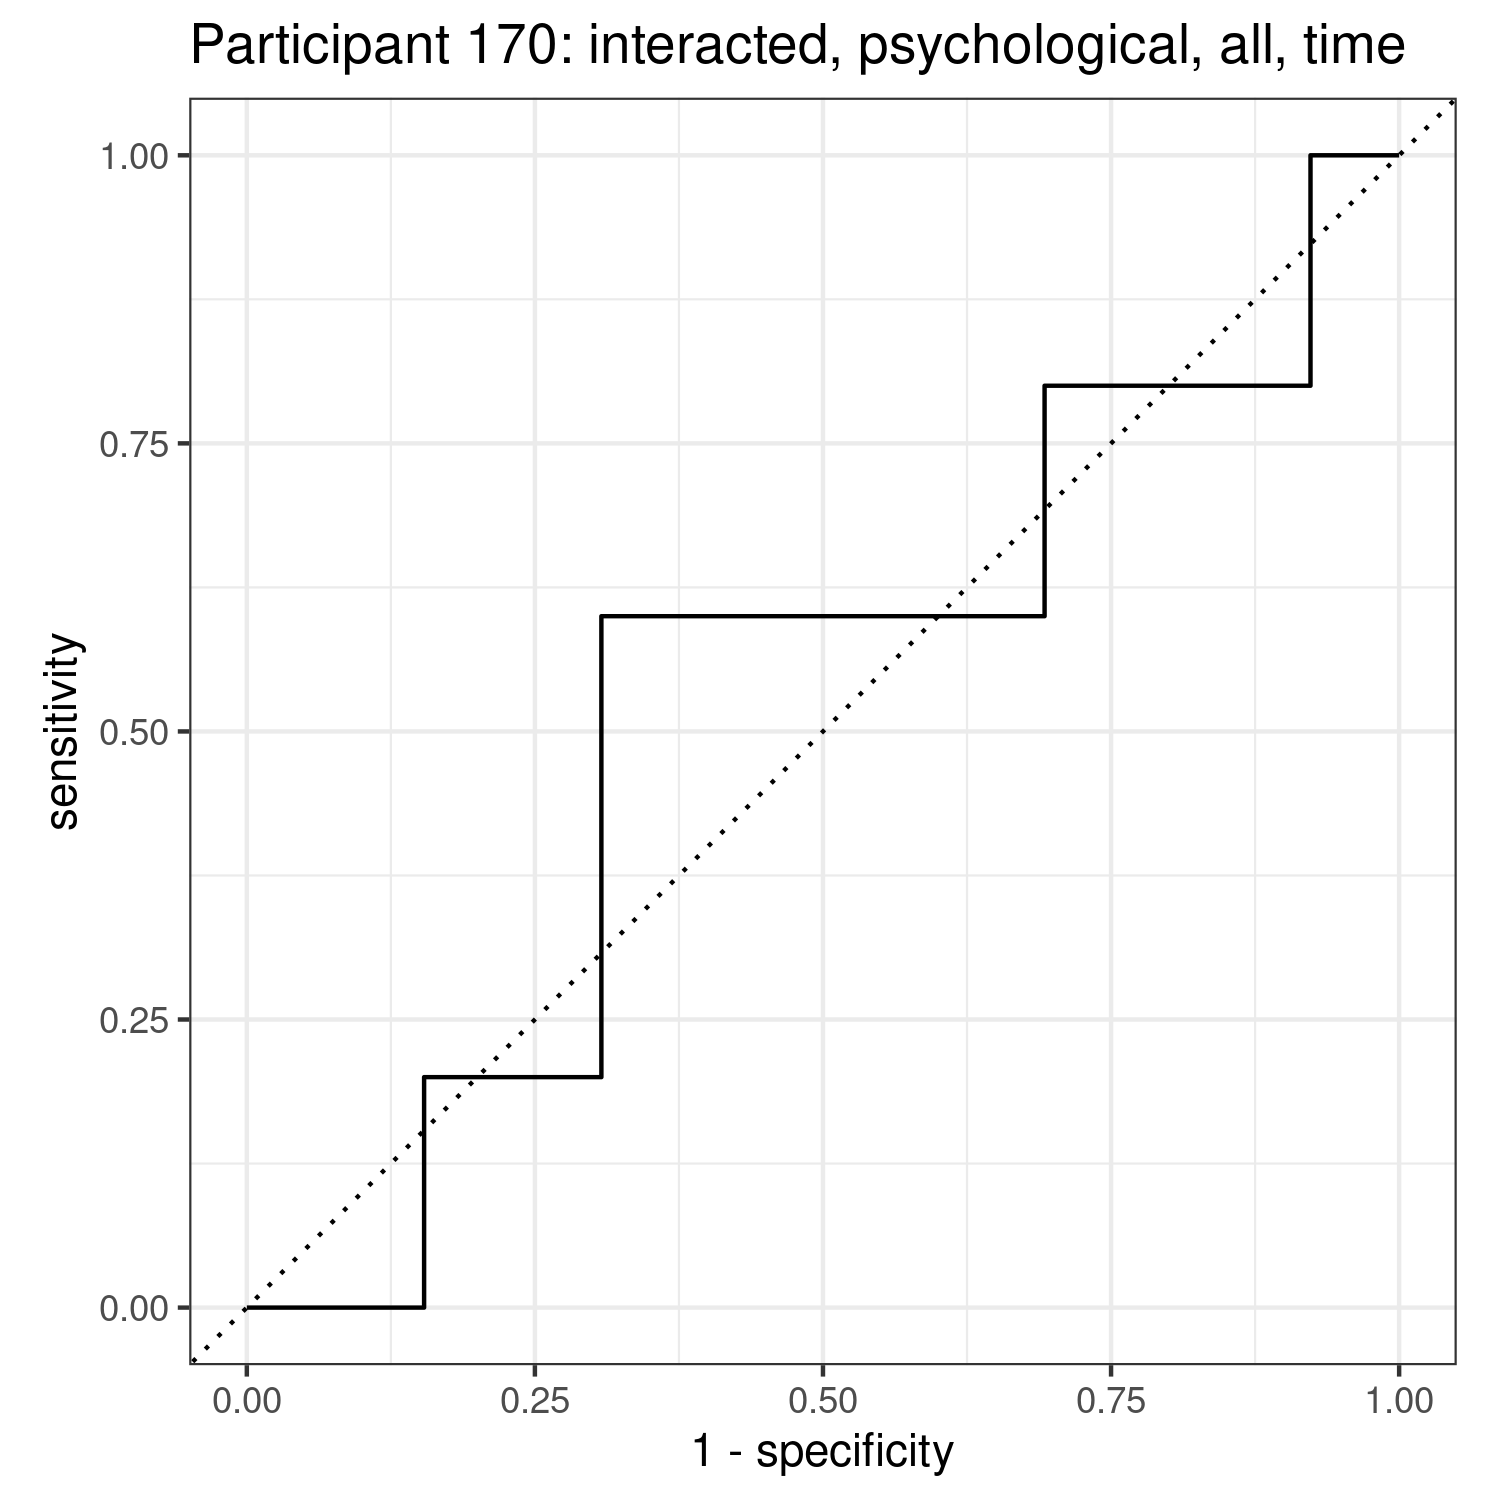 Participant 170: interacted, psychological, all, time
1.00
0.75
0.50
0.25
0.00
sensitivity
0.00 0.25 0.50 0.75 1.00
1 - specificity